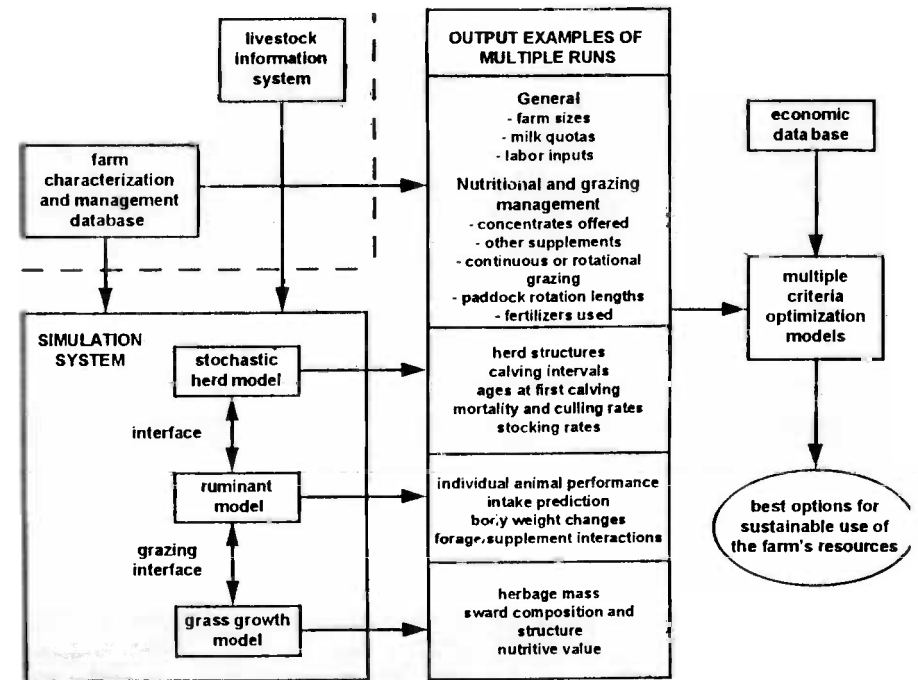 livestock
information
system
farm
characterization
and management
database
SIMULATION
SYSTEM
stochastic
herd model
interface
ruminant
model
grazing
interface
grass growth
model
OUTPUT EXAMPLES OF
MULTIPLE RUNS
General
- farm sizes
- milk quotas
- labor inputs
Nutritional and grazing
management
- concentrates offered
- other supplements
- continuous or rotational
grazing
- paddock rotation lengths
- fertilizers used
herd structures
calving intervals
ages at first calving
mortality and culling rates
stocking rates
individual animal performance
intake prediction
body weight changes
forage/supplement interactions
herbage mass
sward composition and
structure
nutritive value
economic
database
multiple
criteria
optimization
models
best options for
sustainable use of
the farm's resources